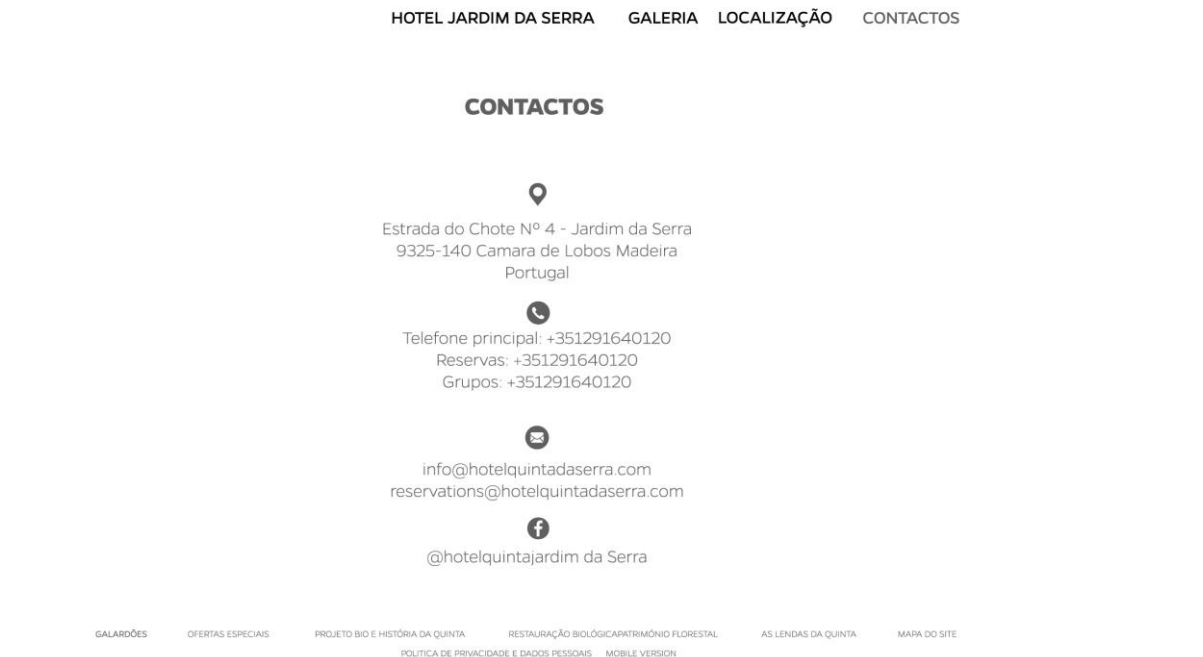 HOTEL JARDIM DA SERRA GALERIA LOCALIZAÇÃO CONTACTOS
CONTACTOS
Estrada do Chote Nº 4 - Jardim da Serra
9325-140 Camara de Lobos Madeira
Portugal
Telefone principal: +351291640120
Reservas: +351291640120
Grupos: +351291640120
info@hotelquintadaserra.com
reservations@hotelquintadaserra.com
@hotelquintajardim da Serra
GALARDÕES OFERTAS ESPECIAIS PROJETO BIO E HISTÓRIA DA QUINTA RESTAURAÇÃO BIOLÓGICAPATRIMÓNIO FLORESTAL AS LENDAS DA QUINTA MAPA DO SITE
POLITICA DE PRIVACIDADE E DADOS PESSOAIS MOBILE VERSION